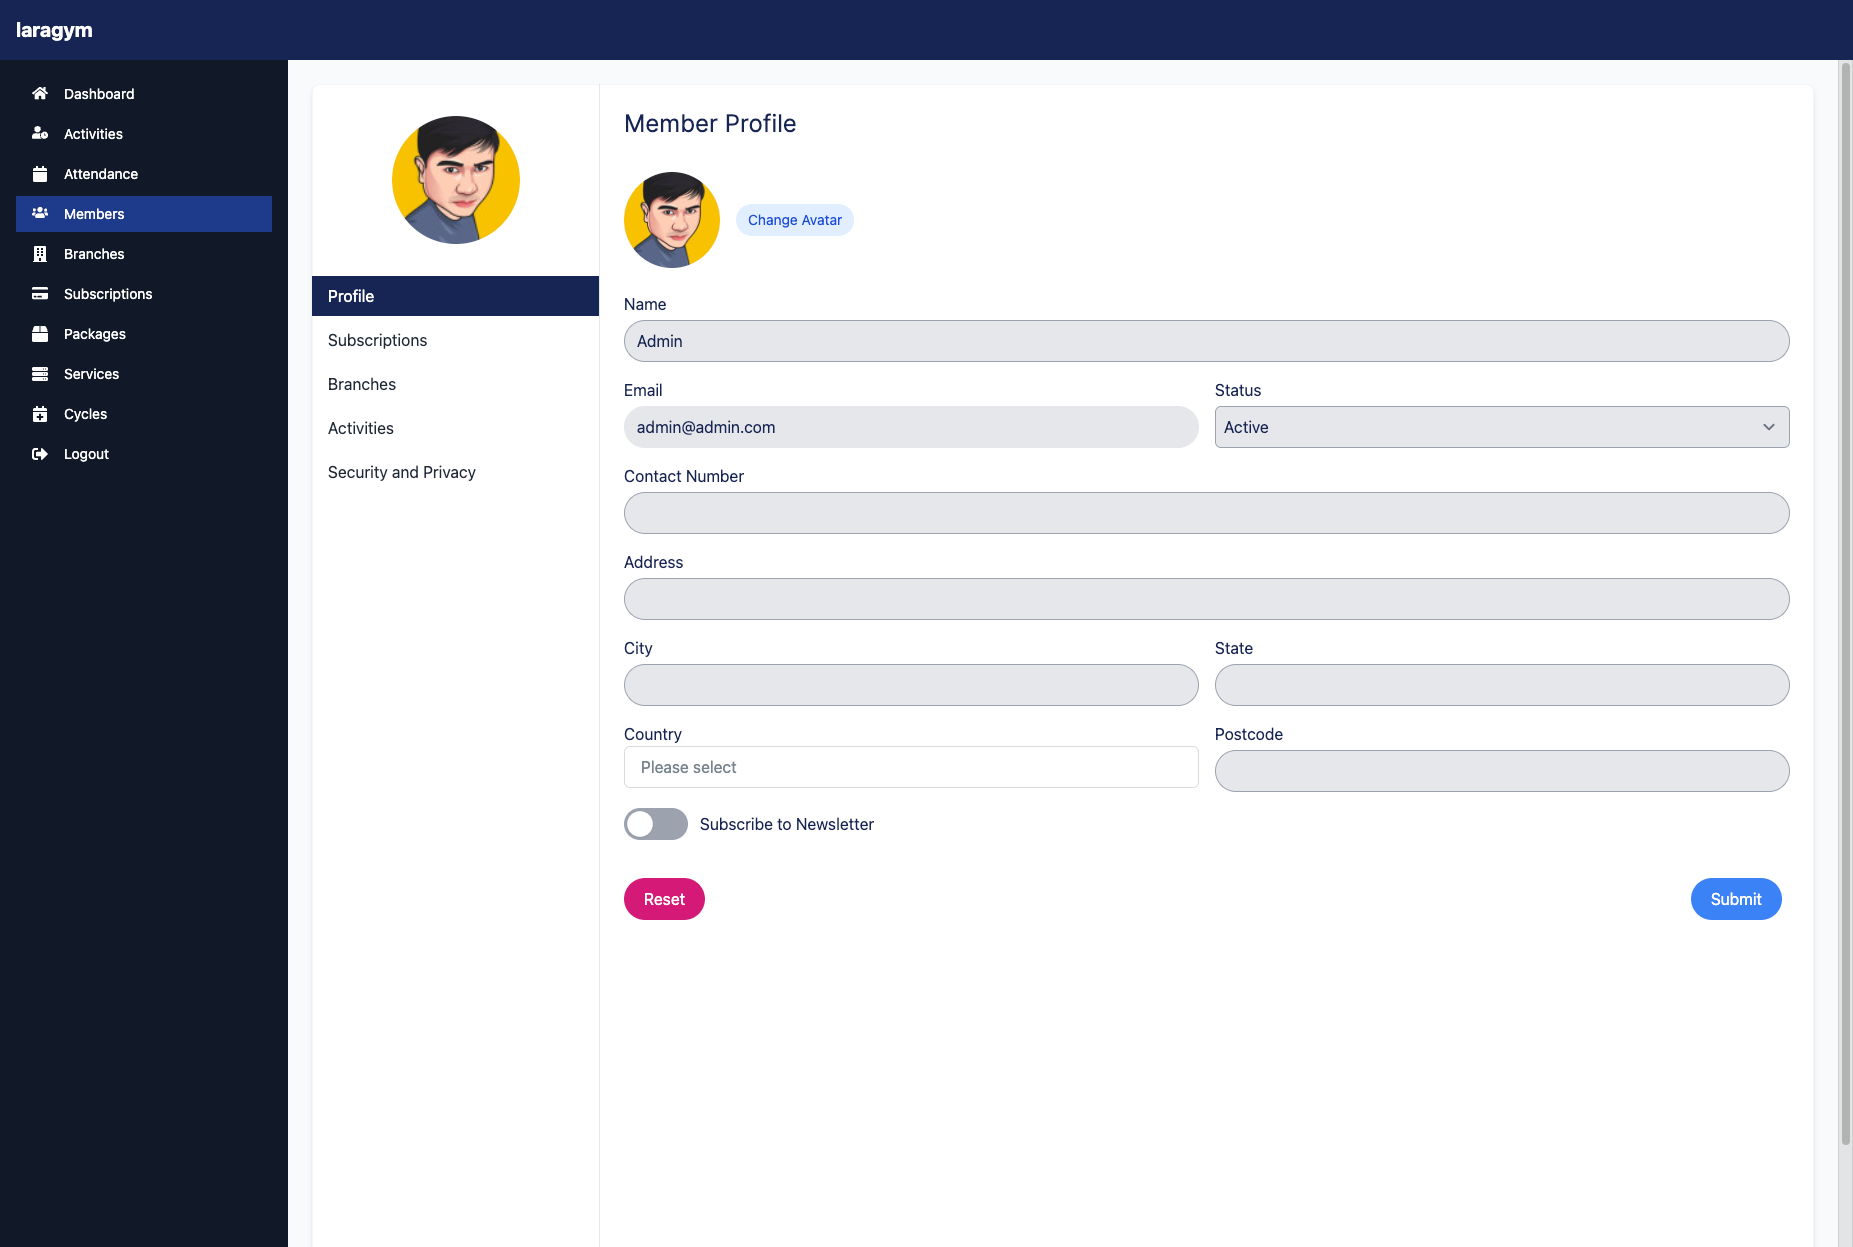 laragym
Dashboard
Activities
Attendance
Members
Branches
Subscriptions
Packages
Services
Cycles
Logout
Profile
Subscriptions
Branches
Activities
Security and Privacy
Member Profile
Change Avatar
Name
Admin
Email
Status
admin@admin.com
Active
Contact Number
Address
City
State
Country
Postcode
Please select
Subscribe to Newsletter
Reset
Submit